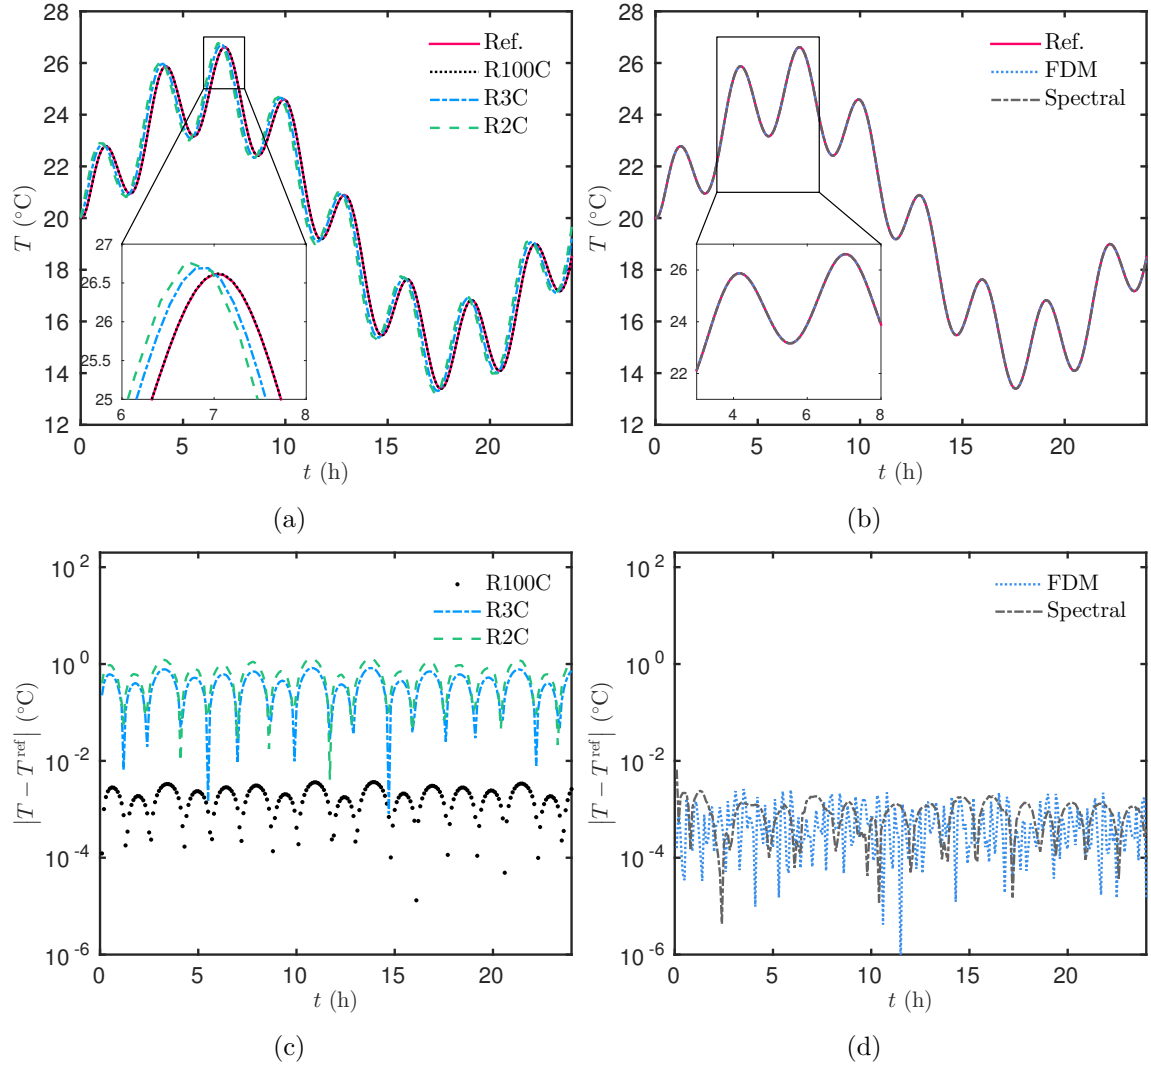 28
26
24
22
20
18
16
14
12
T (°C)
Ref.
R100C
R3C
R2C
27
26.5
26
25.5
25
6
7
8
0
5
10
15
20
t (h)
(a)
28
26
24
22
20
18
16
14
12
T (°C)
Ref.
FDM
Spectral
26
24
22
4
6
8
0
5
10
15
20
t (h)
(b)
10^2
10^0
10^-2
10^-4
10^-6
|T − T^ref| (°C)
R100C
R3C
R2C
0
5
10
15
20
t (h)
(c)
10^2
10^0
10^-2
10^-4
10^-6
|T − T^ref| (°C)
FDM
Spectral
0
5
10
15
20
t (h)
(d)